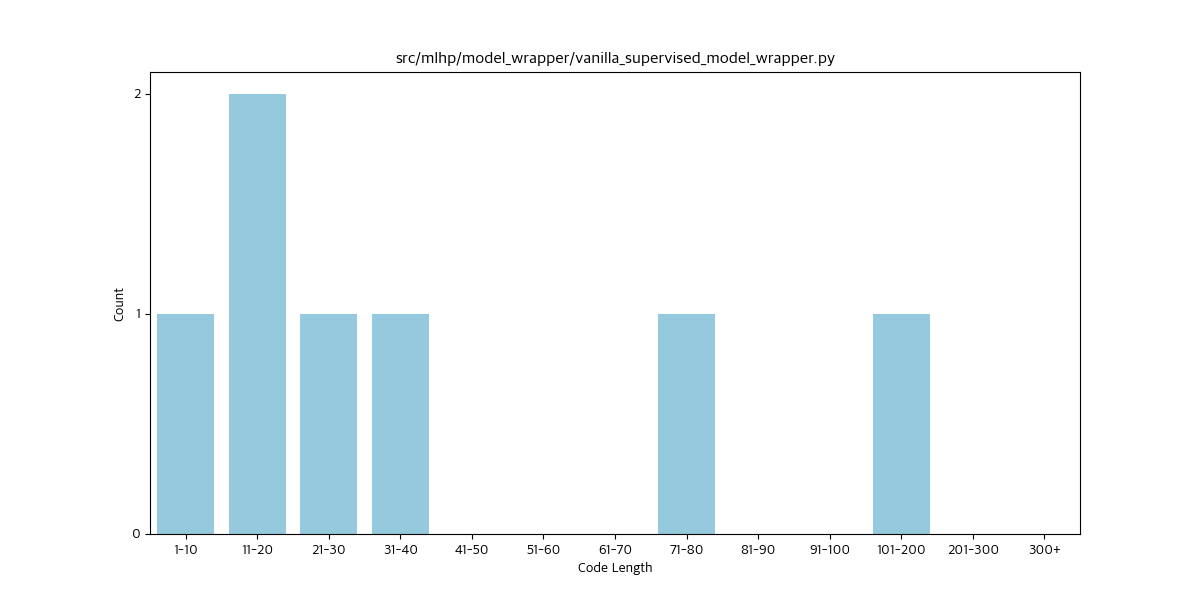 src/mlhp/model_wrapper/vanilla_supervised_model_wrapper.py
2
1
0
Count
1-10 11-20 21-30 31-40 41-50 51-60 61-70 71-80 81-90 91-100 101-200 201-300 300+
Code Length